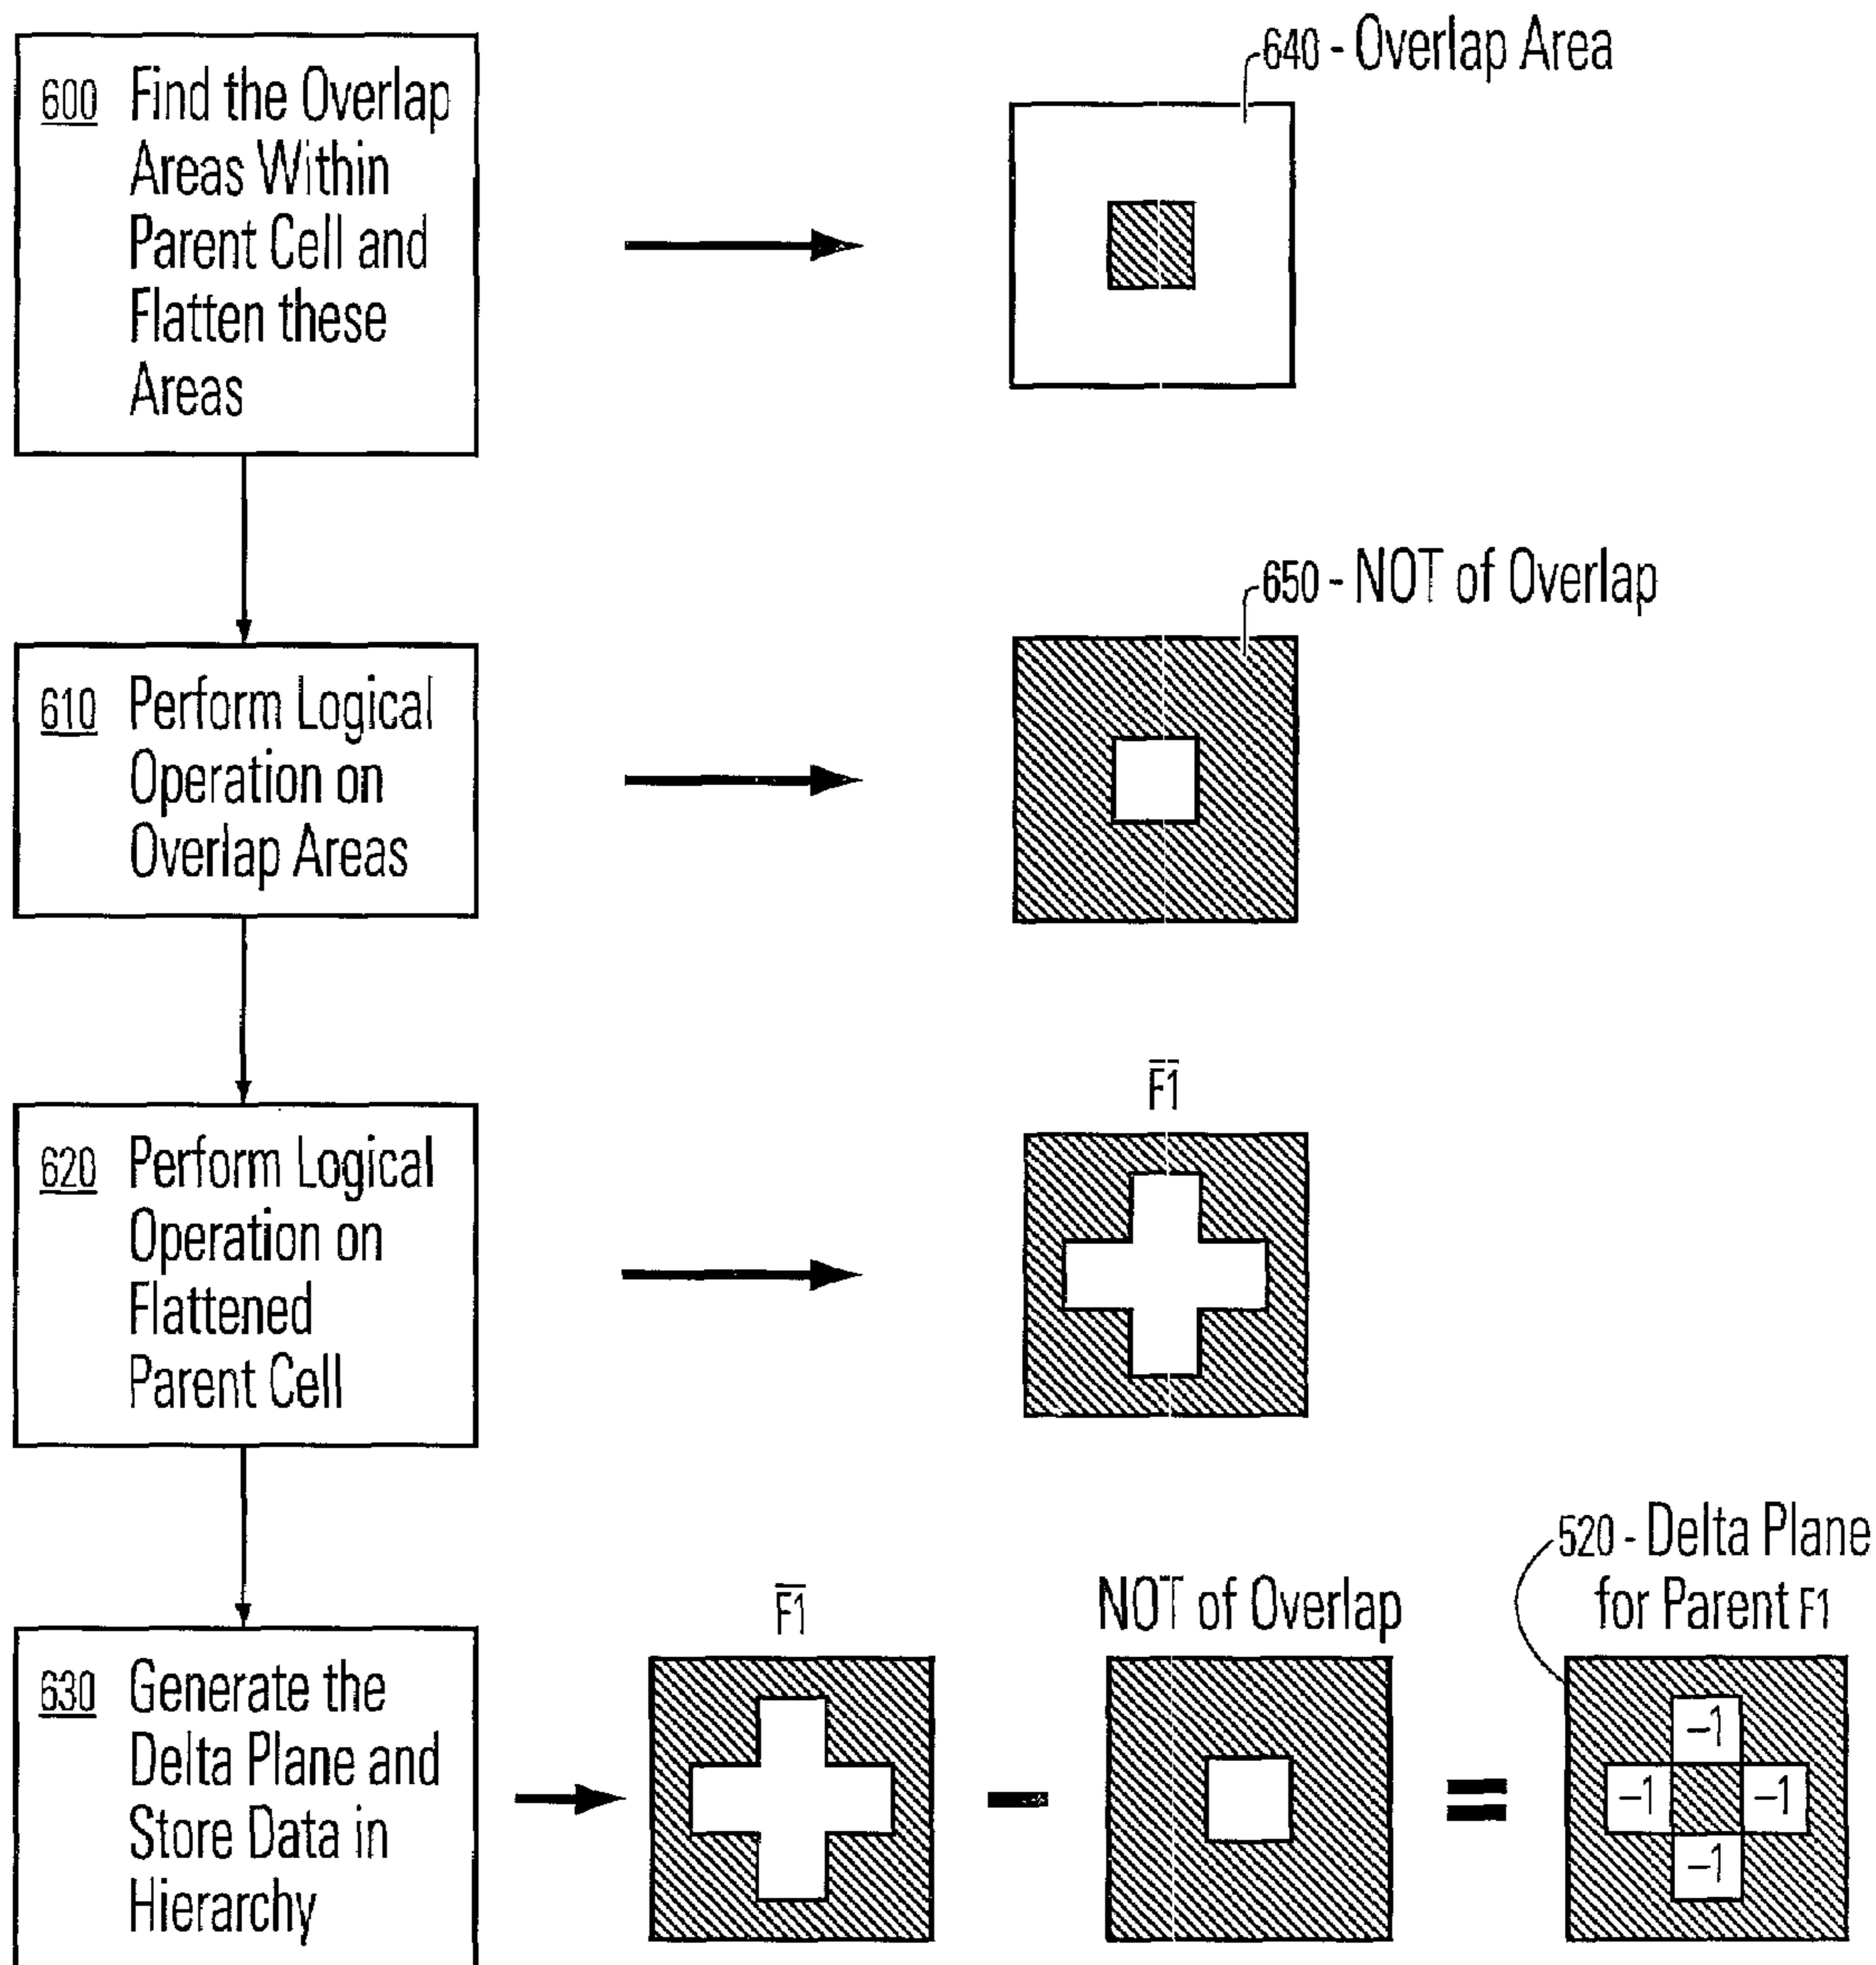 600 Find the Overlap
Areas Within
Parent Cell and
Flatten these
Areas
640 - Overlap Area
610 Perform Logical
Operation on
Overlap Areas
650 - NOT of Overlap
620 Perform Logical
Operation on
Flattened
Parent Cell
F1
630 Generate the
Delta Plane and
Store Data in
Hierarchy
F1
NOT of Overlap
520 - Delta Plane
for Parent F1
−
=
-1
-1 -1
-1